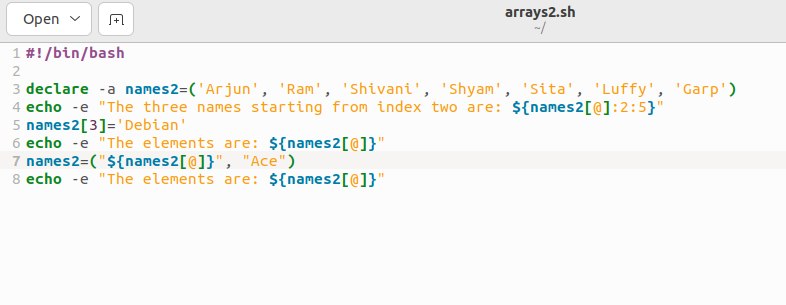 Open
arrays2.sh
~/
1 #!/bin/bash
2
3 declare -a names2=('Arjun', 'Ram', 'Shivani', 'Shyam', 'Sita', 'Luffy', 'Garp')
4 echo -e "The three names starting from index two are: ${names2[@]:2:5}"
5 names2[3]='Debian'
6 echo -e "The elements are: ${names2[@]}"
7 names2=("${names2[@]}", "Ace")
8 echo -e "The elements are: ${names2[@]}"